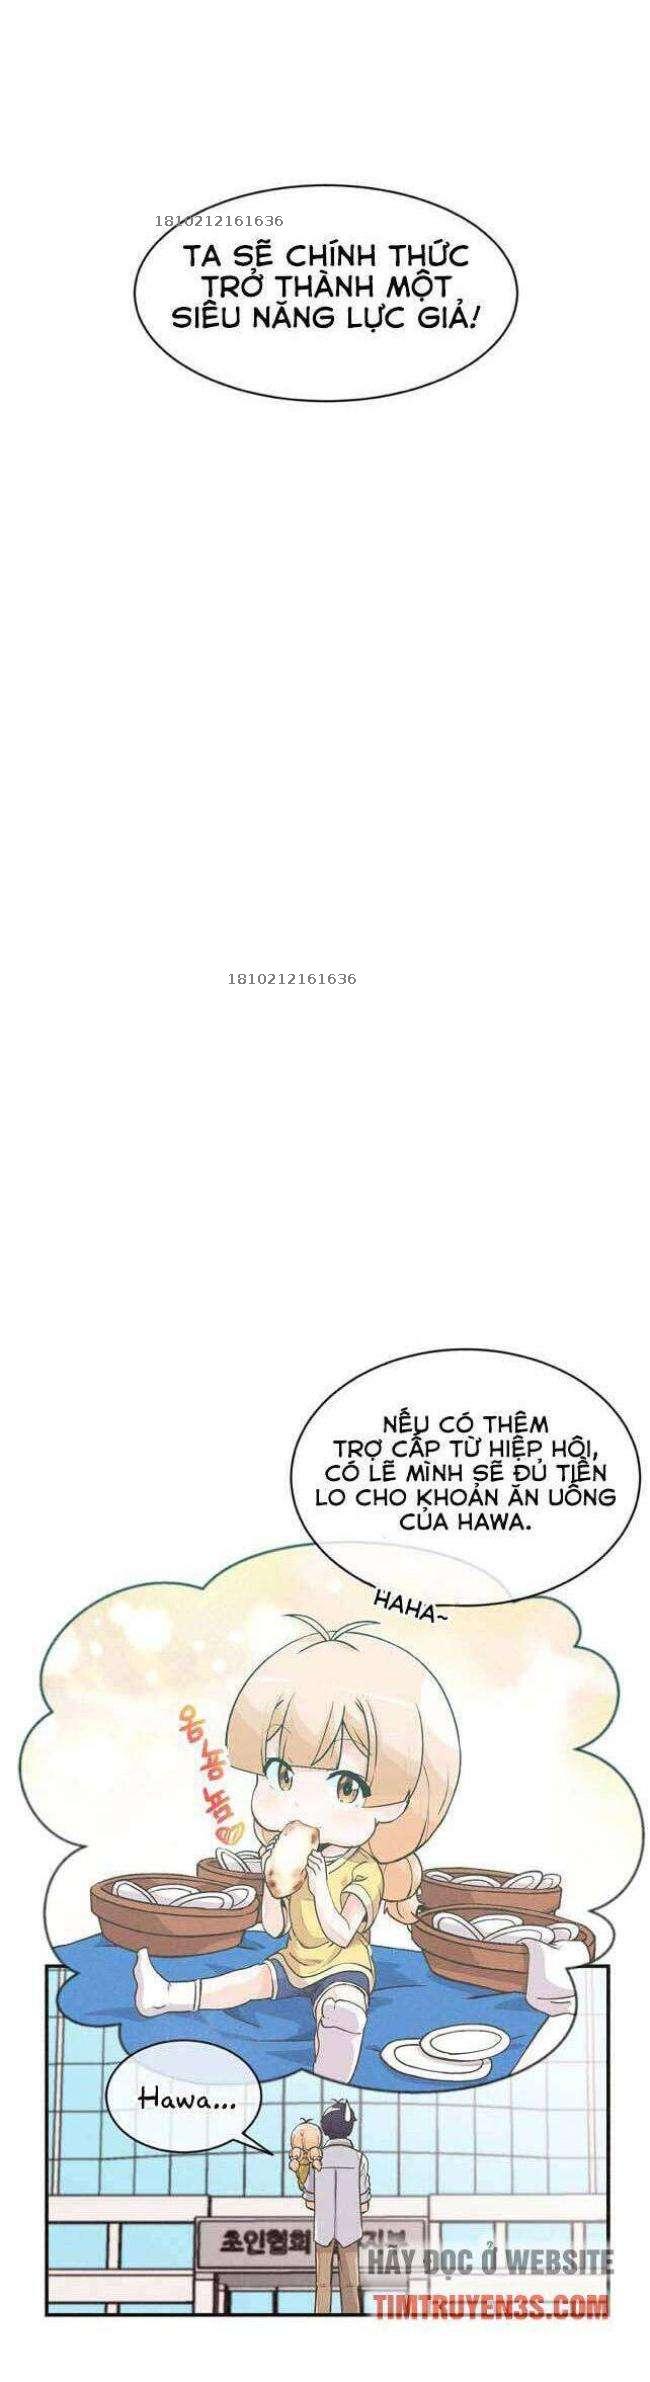 1810212161636
TA SẼ CHÍNH THỨC
TRỞ THÀNH MỘT
SIÊU NĂNG LỰC GIẢ!
1810212161636
NẾU CÓ THÊM
TRỢ CẤP TỪ HIỆP HỘI,
CÓ LẼ MÌNH SẼ ĐỦ TIỀN
LO CHO KHOẢN ĂN UỐNG
CỦA HAWA.
HAHA~
옴
뇸
뇸
Hawa...
초인협회 지부
HÃY ĐỌC Ở WEBSITE
TIMTRUYEN3S.COM